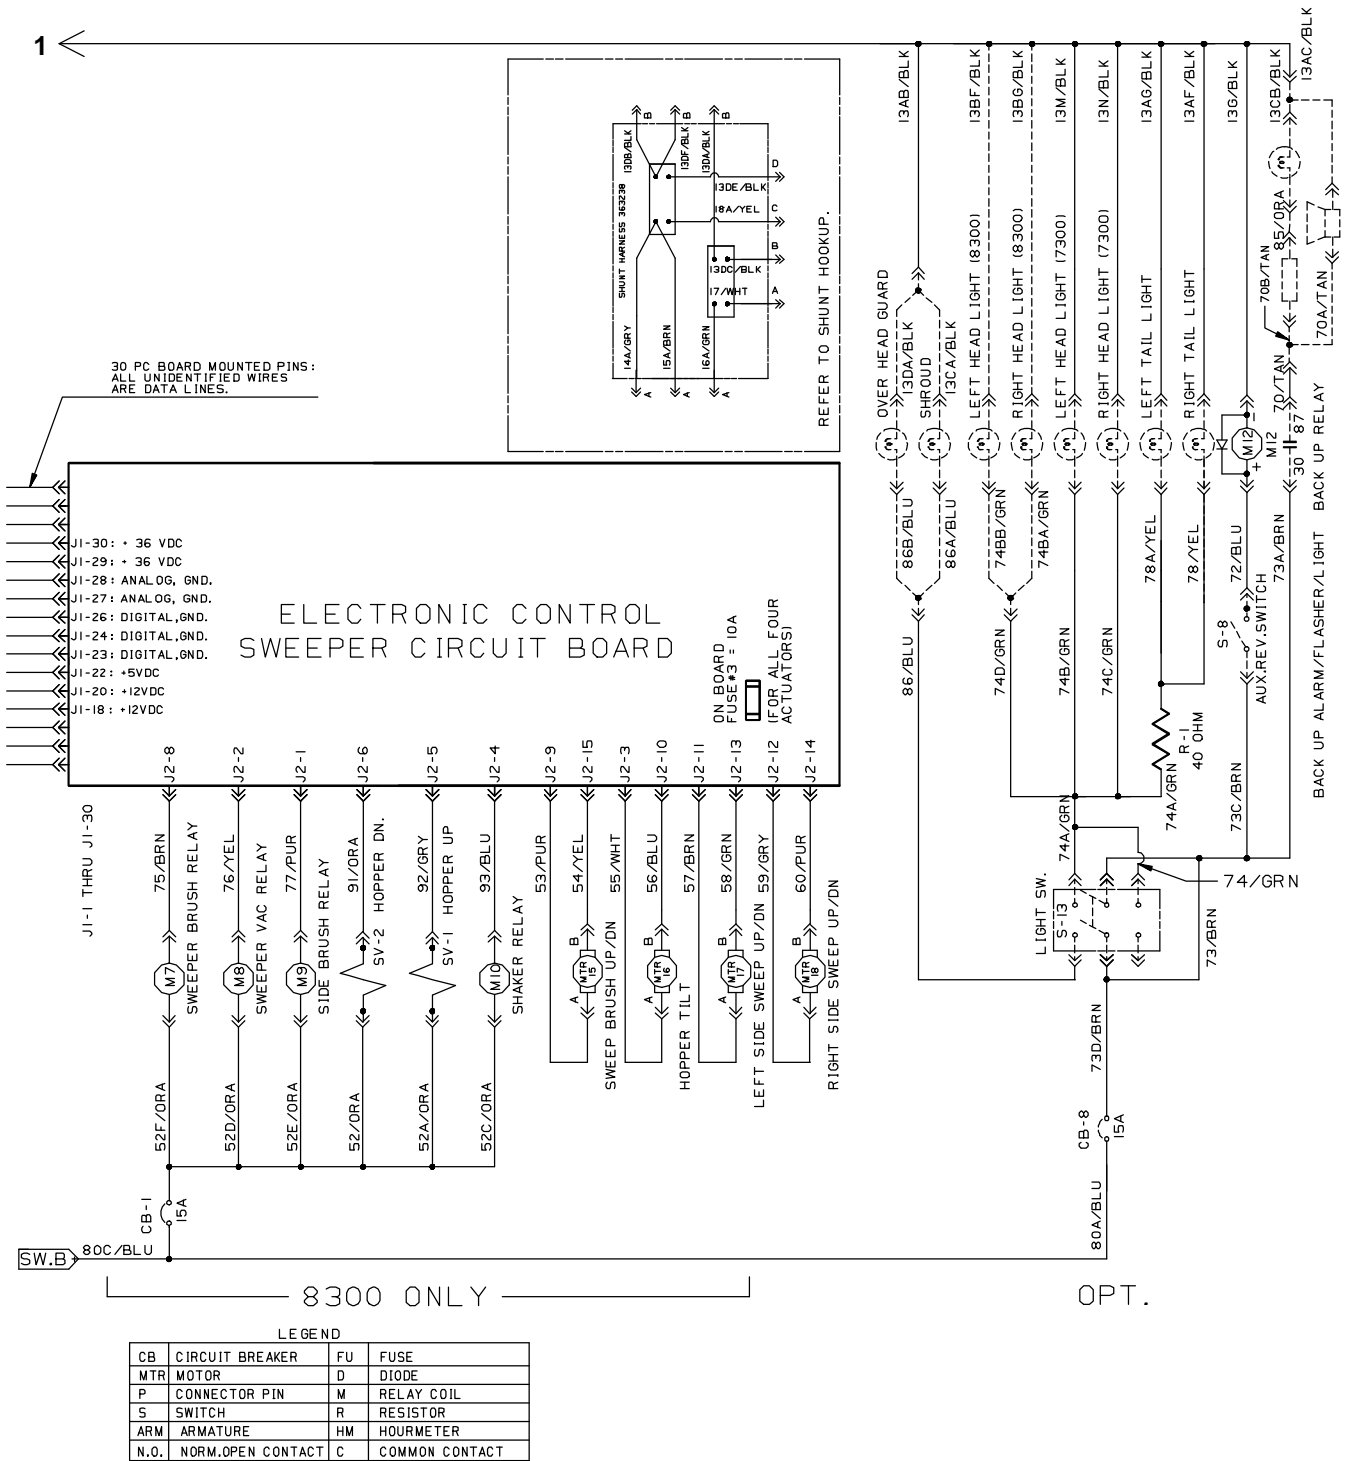 1
13AB/BLK
13BF/BLK
13BG/BLK
13M/BLK
13N/BLK
13AG/BLK
13AF/BLK
13G/BLK
13CB/BLK
13AC/BLK
B
B
B
13DB/BLK
13DF/BLK
13DA/BLK
SHUNT HARNESS 363238
D
13DE/BLK
18A/YEL
C
B
13DC/BLK
17/WHT
A
14A/GRY
15A/BRN
16A/GRN
A
A
A
REFER TO SHUNT HOOKUP.
OVER HEAD GUARD
13DA/BLK
SHROUD
13CA/BLK
LEFT HEAD LIGHT (8300)
RIGHT HEAD LIGHT (8300)
LEFT HEAD LIGHT (7300)
RIGHT HEAD LIGHT (7300)
LEFT TAIL LIGHT
RIGHT TAIL LIGHT
85/ORA
70B/TAN
70A/TAN
70/TAN
M12
-
+
M12
87
30
BACK UP ALARM/FLASHER/LIGHT BACK UP RELAY
86B/BLU
86A/BLU
74BB/GRN
74BA/GRN
78A/YEL
78/YEL
72/BLU
73A/BRN
S-8
AUX.REV.SWITCH
86/BLU
74D/GRN
74B/GRN
74C/GRN
R-1
40 OHM
74A/GRN
74A/GRN
73C/BRN
74/GRN
LIGHT SW.
S-13
73/BRN
73D/BRN
CB-8
15A
80A/BLU
30 PC BOARD MOUNTED PINS:
ALL UNIDENTIFIED WIRES
ARE DATA LINES.
J1-30: + 36 VDC
J1-29: + 36 VDC
J1-28: ANALOG, GND.
J1-27: ANALOG, GND.
J1-26: DIGITAL,GND.
J1-24: DIGITAL,GND.
J1-23: DIGITAL,GND.
J1-22: +5VDC
J1-20: +12VDC
J1-18: +12VDC
ELECTRONIC CONTROL
SWEEPER CIRCUIT BOARD
ON BOARD
FUSE#3 = 10A
(FOR ALL FOUR
ACTUATORS)
J1-1 THRU J1-30
J2-8
J2-2
J2-1
J2-6
J2-5
J2-4
J2-9
J2-15
J2-3
J2-10
J2-11
J2-13
J2-12
J2-14
75/BRN
76/YEL
77/PUR
91/ORA
92/GRY
93/BLU
53/PUR
54/YEL
55/WHT
56/BLU
57/BRN
58/GRN
59/GRY
60/PUR
M7
SWEEPER BRUSH RELAY
M8
SWEEPER VAC RELAY
M9
SIDE BRUSH RELAY
SV-2 HOPPER DN.
SV-1 HOPPER UP
M10
SHAKER RELAY
B
MTR 15
A
SWEEP BRUSH UP/DN
B
MTR 16
A
HOPPER TILT
B
MTR 17
A
LEFT SIDE SWEEP UP/DN
B
MTR 18
A
RIGHT SIDE SWEEP UP/DN
52F/ORA
52D/ORA
52E/ORA
52/ORA
52A/ORA
52C/ORA
CB-1
15A
SW.B
80C/BLU
8300 ONLY
OPT.
LEGEND
CB CIRCUIT BREAKER FU FUSE
MTR MOTOR D DIODE
P CONNECTOR PIN M RELAY COIL
S SWITCH R RESISTOR
ARM ARMATURE HM HOURMETER
N.O. NORM.OPEN CONTACT C COMMON CONTACT